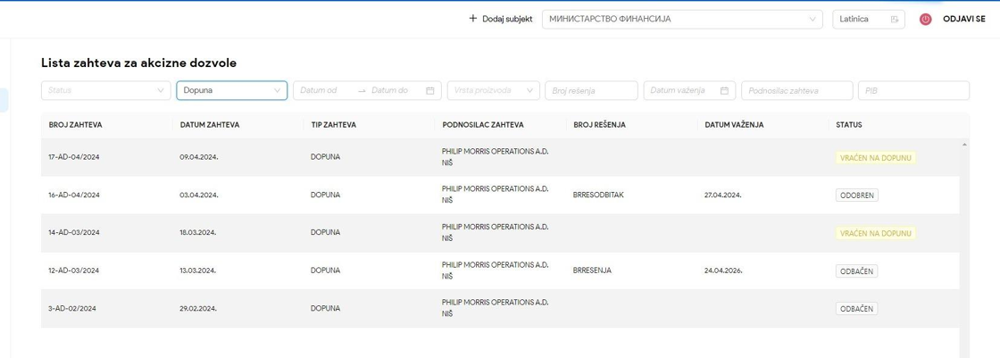 Dodaj subjekt
МИНИСТАРСТВО ФИНАНСИЈА
Latinica
ODJAVI SE
Lista zahteva za akcizne dozvole
Status
Dopuna
Datum od
Datum do
Vrsta proizvoda
Broj rešenja
Datum važenja
Podnosilac zahteva
PIB
BROJ ZAHTEVA DATUM ZAHTEVA TIP ZAHTEVA PODNOSILAC ZAHTEVA BROJ REŠENJA DATUM VAŽENJA STATUS
17-AD-04/2024 09.04.2024. DOPUNA PHILIP MORRIS OPERATIONS A.D. VRAĆEN NA DOPUNU
NIŠ
16-AD-04/2024 03.04.2024. DOPUNA PHILIP MORRIS OPERATIONS A.D. BRRESODBITAK 27.04.2024. ODOBREN
NIŠ
14-AD-03/2024 18.03.2024. DOPUNA PHILIP MORRIS OPERATIONS A.D. VRAĆEN NA DOPUNU
NIŠ
12-AD-03/2024 13.03.2024. DOPUNA PHILIP MORRIS OPERATIONS A.D. BRRESENJA 24.04.2026. ODBAČEN
NIŠ
3-AD-02/2024 29.02.2024. DOPUNA PHILIP MORRIS OPERATIONS A.D. ODBAČEN
NIŠ